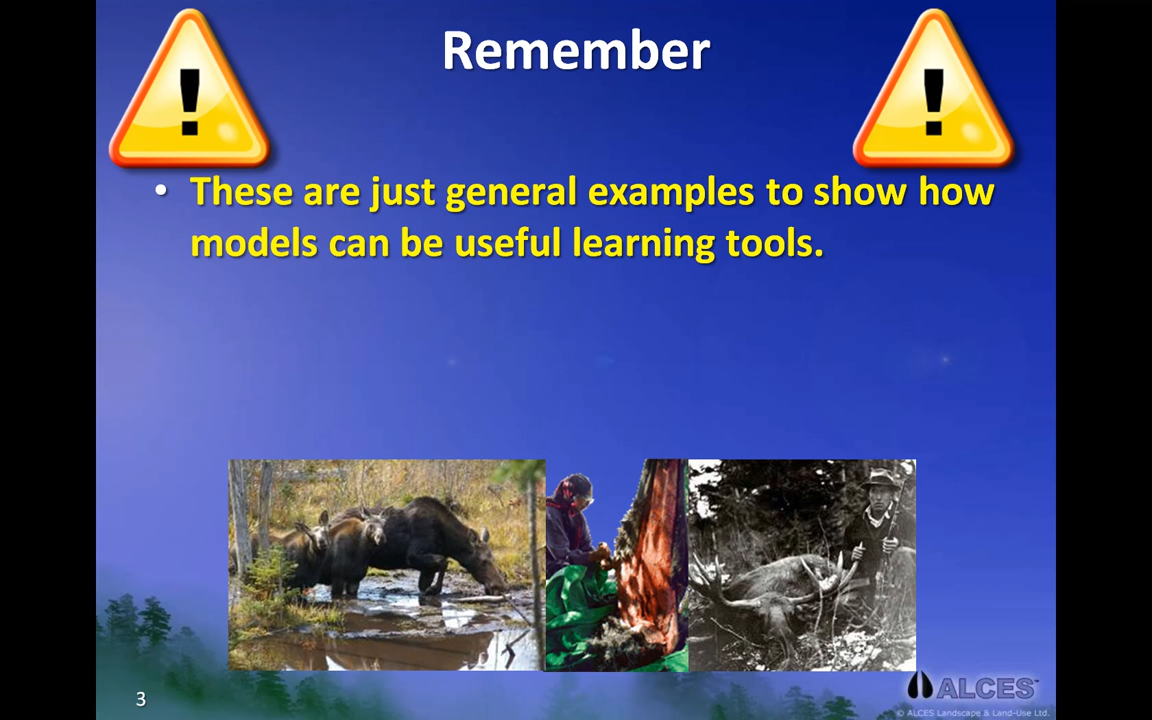 Remember
• These are just general examples to show how
models can be useful learning tools.
3
ALCES™
© ALCES Landscape & Land-Use Ltd.